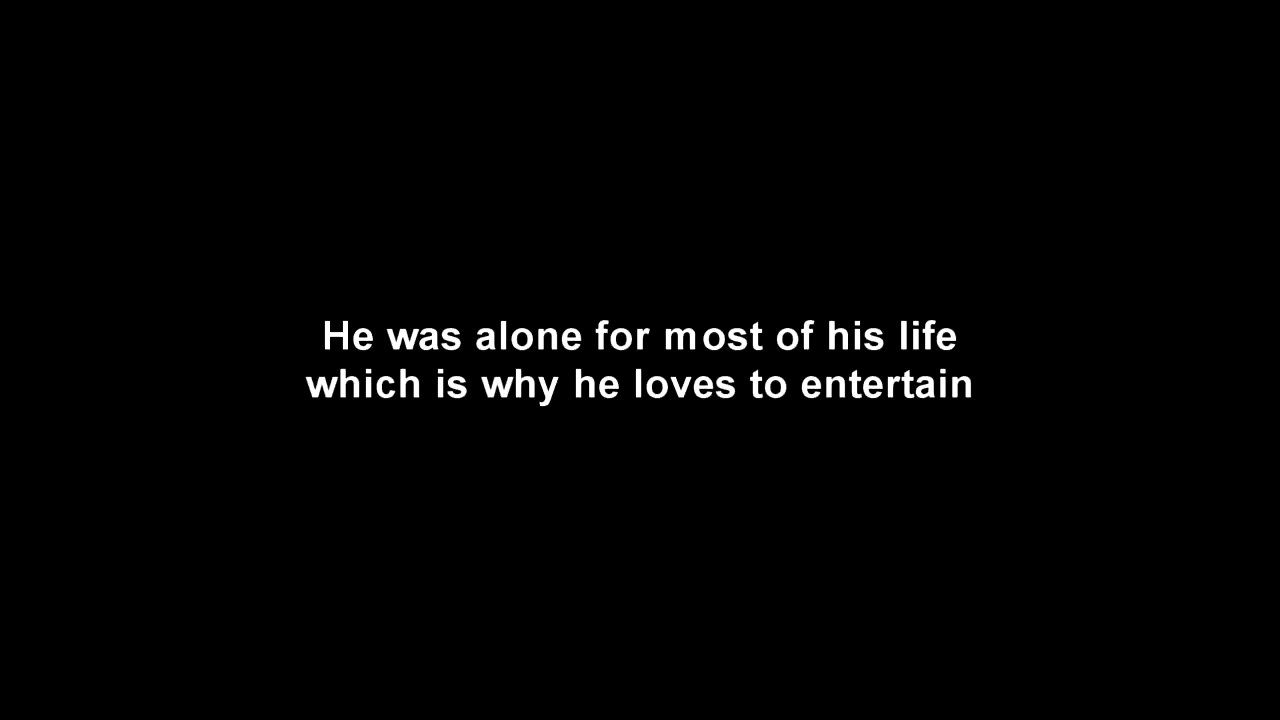 He was alone for most of his life
which is why he loves to entertain